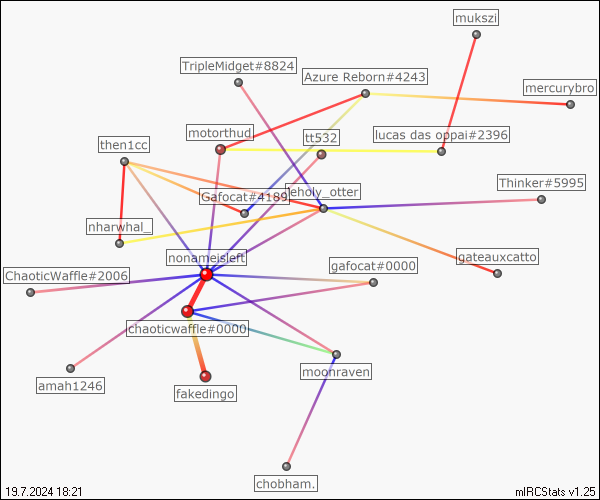 mukszi
TripleMidget#8824
Azure Reborn#4243
mercurybro
motorthud_
tt532
lucas das oppai#2396
then1cc
Thinker#5995
Gafocat#4189
leholy_otter
nharwhal_
nonameisleft
gafocat#0000
gateauxcatto
ChaoticWaffle#2006
chaoticwaffle#0000
moonraven
amah1246
fakedingo
chobham.
19.7.2024 18:21
mIRCStats v1.25